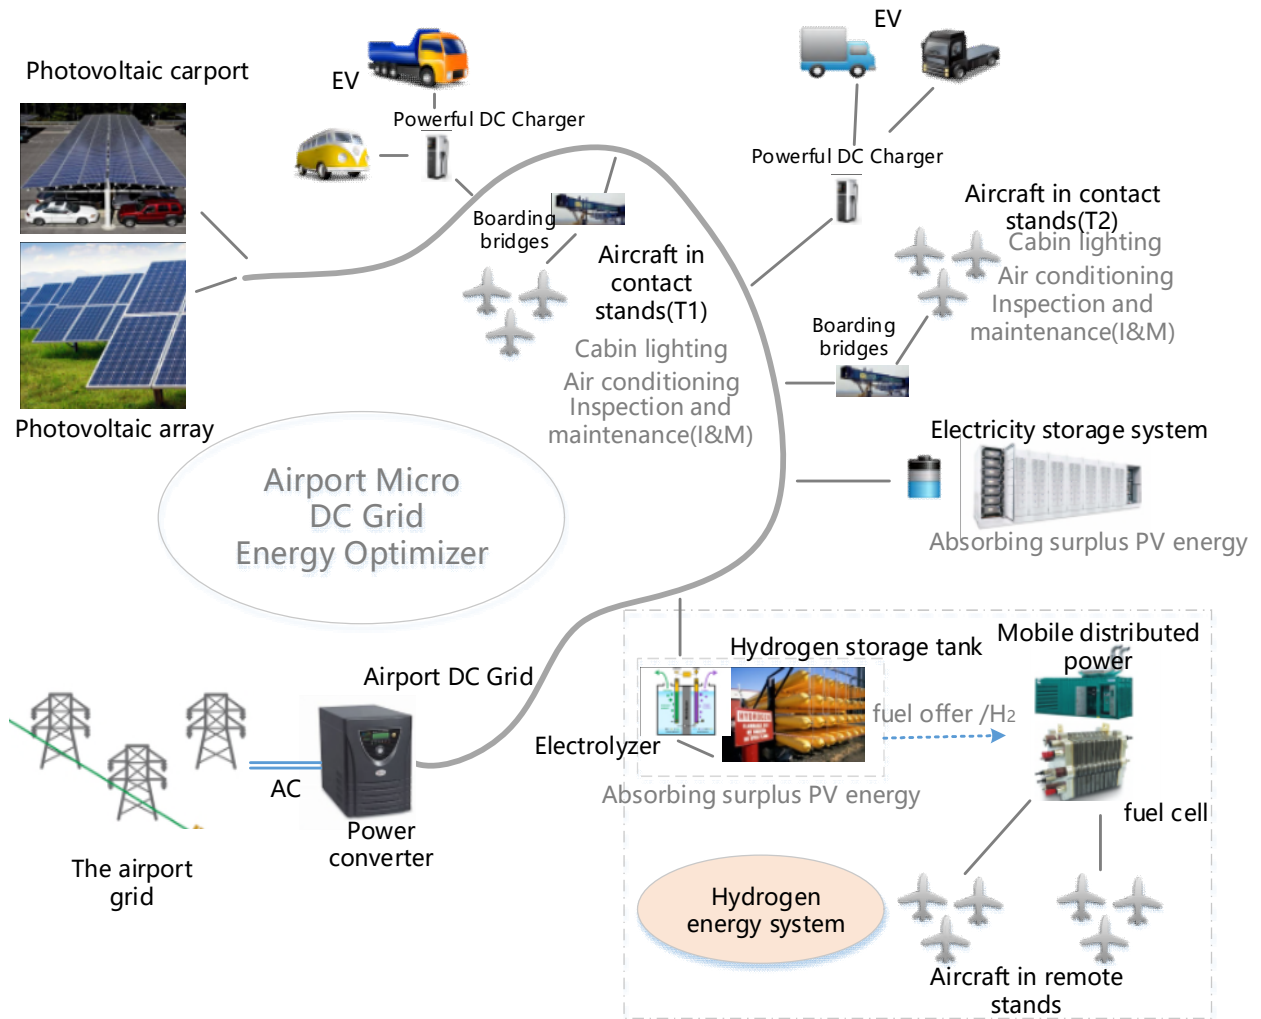 EV
EV
Photovoltaic carport
Powerful DC Charger
Powerful DC Charger
Aircraft in contact
stands(T2)
Cabin lighting
Air conditioning
Inspection and
maintenance(I&M)
Boarding
bridges
Aircraft in
contact
stands(T1)
Cabin lighting
Air conditioning
Inspection and
maintenance(I&M)
Boarding
bridges
Photovoltaic array
Electricity storage system
Absorbing surplus PV energy
Airport Micro
DC Grid
Energy Optimizer
Mobile distributed
power
Hydrogen storage tank
Airport DC Grid
fuel offer /H2
HYDROGEN
Electrolyzer
AC
Absorbing surplus PV energy
fuel cell
Power
converter
The airport
grid
Hydrogen
energy system
Aircraft in remote
stands